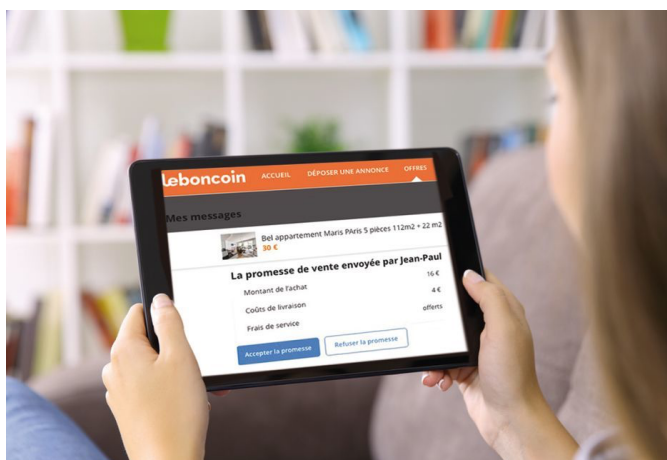 leboncoin ACCUEIL DÉPOSER UNE ANNONCE OFFRES
Mes messages
Bel appartement Maris PAris 5 pièces 112m2 + 22 m2
30 €
La promesse de vente envoyée par Jean-Paul
Montant de l'achat 16 €
Coûts de livraison 4 €
Frais de service offerts
Accepter la promesse Refuser la promesse